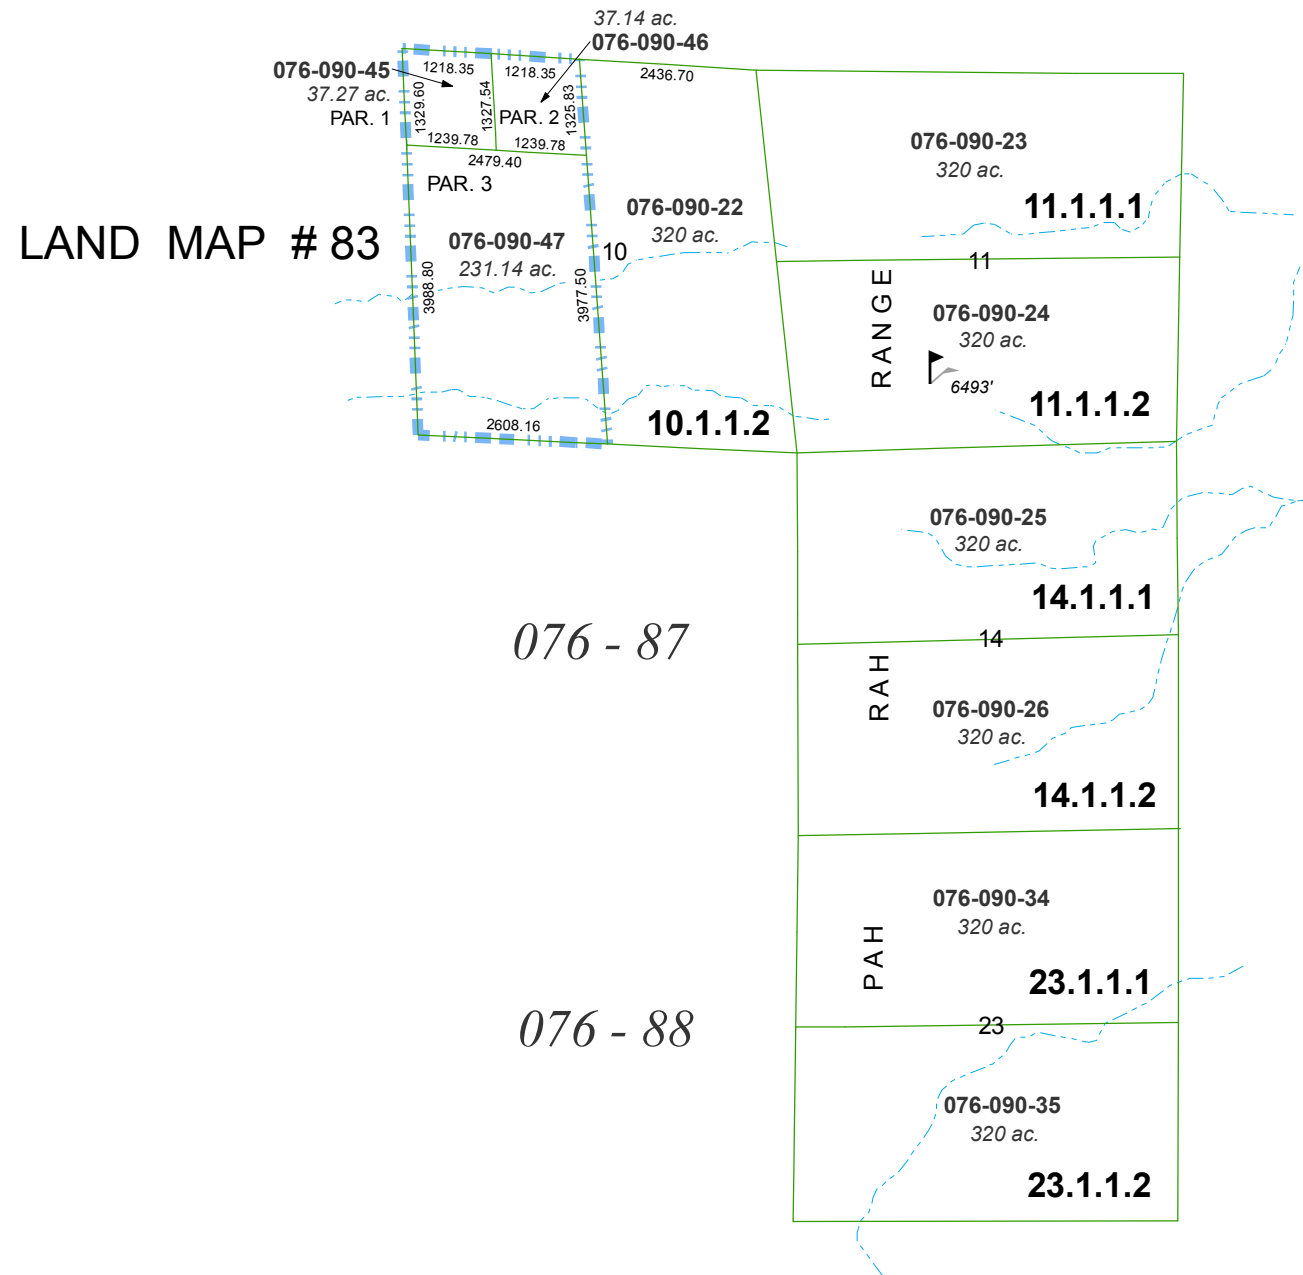 37.14 ac.
076-090-46
076-090-45
37.27 ac.
PAR. 1
1218.35
1218.35
2436.70
1329.60
1327.54
1325.83
PAR. 2
1239.78
1239.78
2479.40
PAR. 3
LAND MAP # 83
076-090-47
231.14 ac.
3988.80
3977.50
2608.16
076-090-22
320 ac.
10
10.1.1.2
076-090-23
320 ac.
11.1.1.1
11
RANGE
076-090-24
320 ac.
6493'
11.1.1.2
076-090-25
320 ac.
14.1.1.1
076 - 87
14
RAH
076-090-26
320 ac.
14.1.1.2
076-090-34
320 ac.
PAH
23.1.1.1
076 - 88
23
076-090-35
320 ac.
23.1.1.2